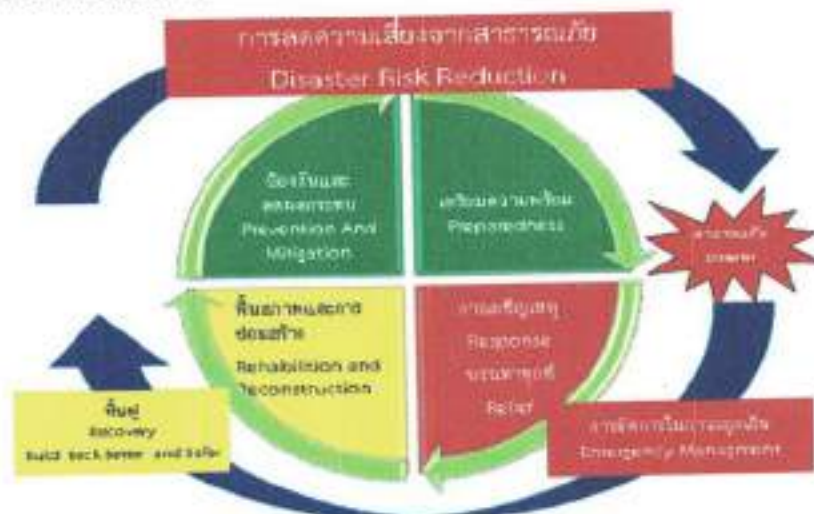 การลดความเสี่ยงจากสาธารณภัย
Disaster Risk Reduction
ป้องกันและ
ลดผลกระทบ
Prevention And
Mitigation
เตรียมความพร้อม
Preparedness
ฟื้นสภาพและการ
ซ่อมสร้าง
Rehabilition and
Reconstruction
การเผชิญเหตุ
Response
บรรเทาทุกข์
Relief
ฟื้นฟู
Recovery
Build Back Better and Safer
การจัดการในภาวะฉุกเฉิน
Emergency Managment